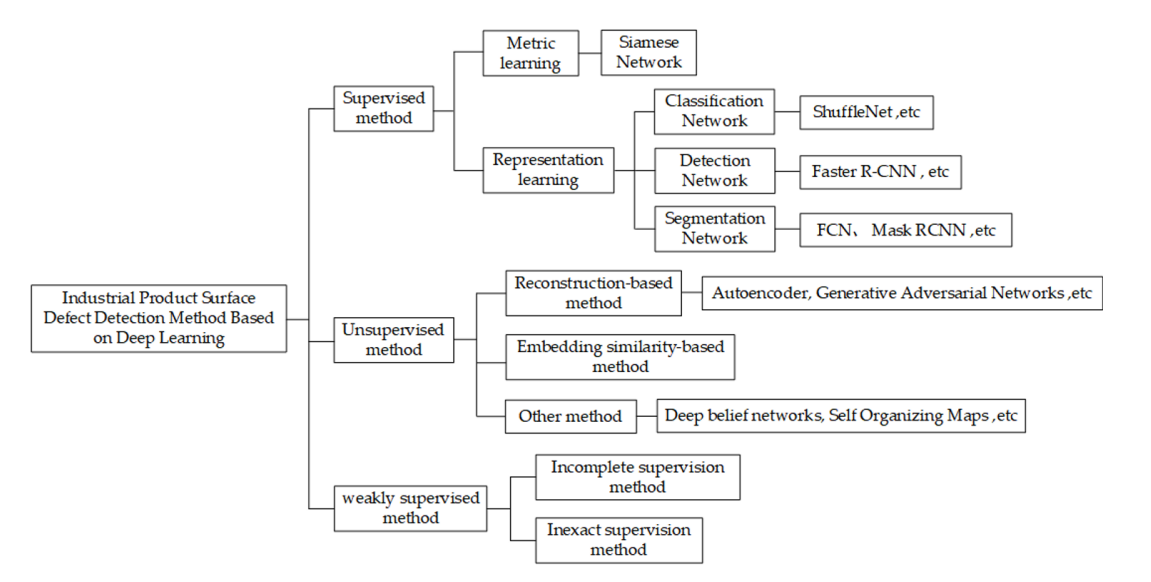 Metric
learning
Siamese
Network
Supervised
method
Classification
Network
ShuffleNet ,etc
Representation
learning
Detection
Network
Faster R-CNN , etc
Segmentation
Network
FCN、 Mask RCNN ,etc
Industrial Product Surface
Defect Detection Method Based
on Deep Learning
Reconstruction-based
method
Autoencoder, Generative Adversarial Networks ,etc
Unsupervised
method
Embedding similarity-based
method
Other method
Deep belief networks, Self Organizing Maps ,etc
weakly supervised
method
Incomplete supervision
method
Inexact supervision
method